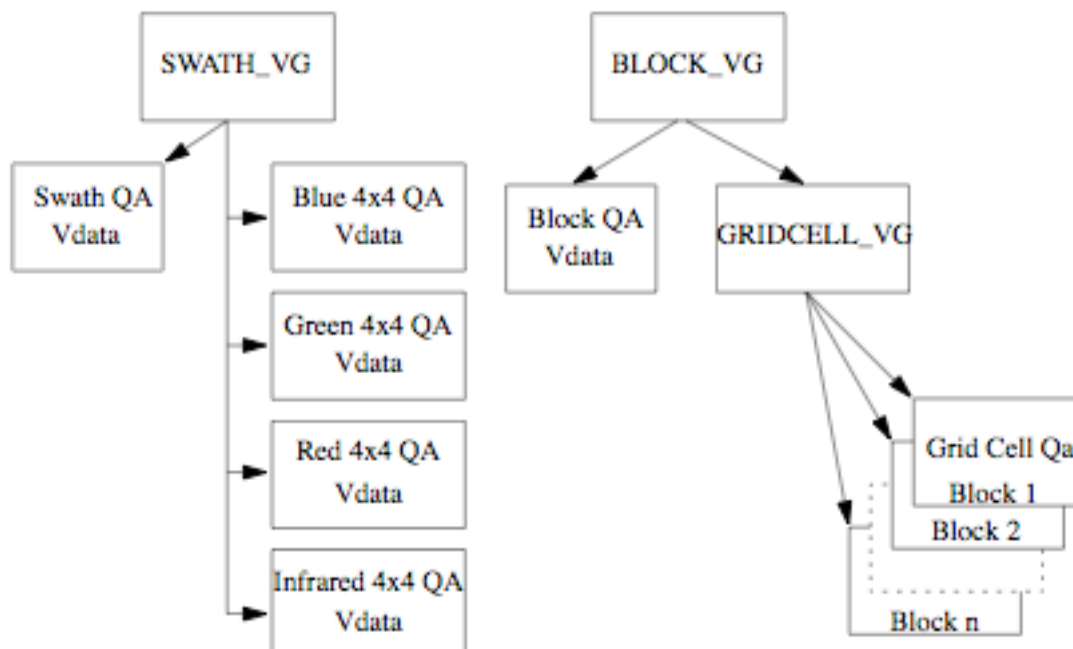 SWATH_VG
Swath QA
Vdata
Blue 4x4 QA
Vdata
Green 4x4 QA
Vdata
Red 4x4 QA
Vdata
Infrared 4x4 QA
Vdata
BLOCK_VG
Block QA
Vdata
GRIDCELL_VG
Grid Cell Qa
Block 1
Block 2
Block n